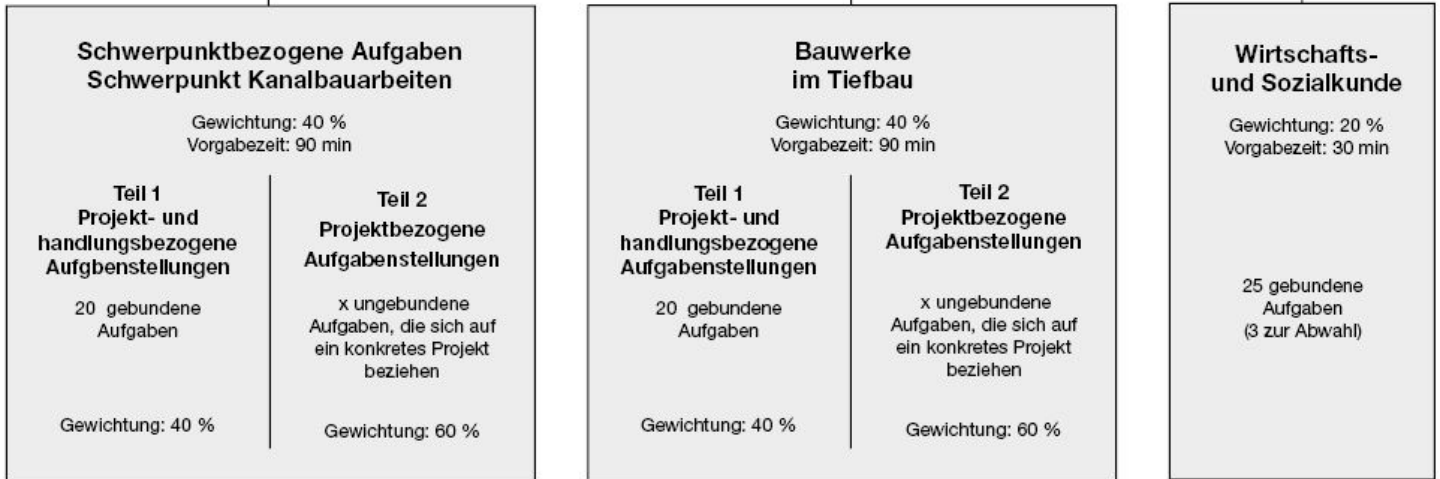 Schwerpunktbezogene Aufgaben
Schwerpunkt Kanalbauarbeiten
Gewichtung: 40 %
Vorgabezeit: 90 min
Teil 1
Projekt- und
handlungsbezogene
Aufgbenstellungen
20 gebundene
Aufgaben
Gewichtung: 40 %
Teil 2
Projektbezogene
Aufgabenstellungen
x ungebundene
Aufgaben, die sich auf
ein konkretes Projekt
beziehen
Gewichtung: 60 %
Bauwerke
im Tiefbau
Gewichtung: 40 %
Vorgabezeit: 90 min
Teil 1
Projekt- und
handlungsbezogene
Aufgabenstellungen
20 gebundene
Aufgaben
Gewichtung: 40 %
Teil 2
Projektbezogene
Aufgabenstellungen
x ungebundene
Aufgaben, die sich auf
ein konkretes Projekt
beziehen
Gewichtung: 60 %
Wirtschafts-
und Sozialkunde
Gewichtung: 20 %
Vorgabezeit: 30 min
25 gebundene
Aufgaben
(3 zur Abwahl)